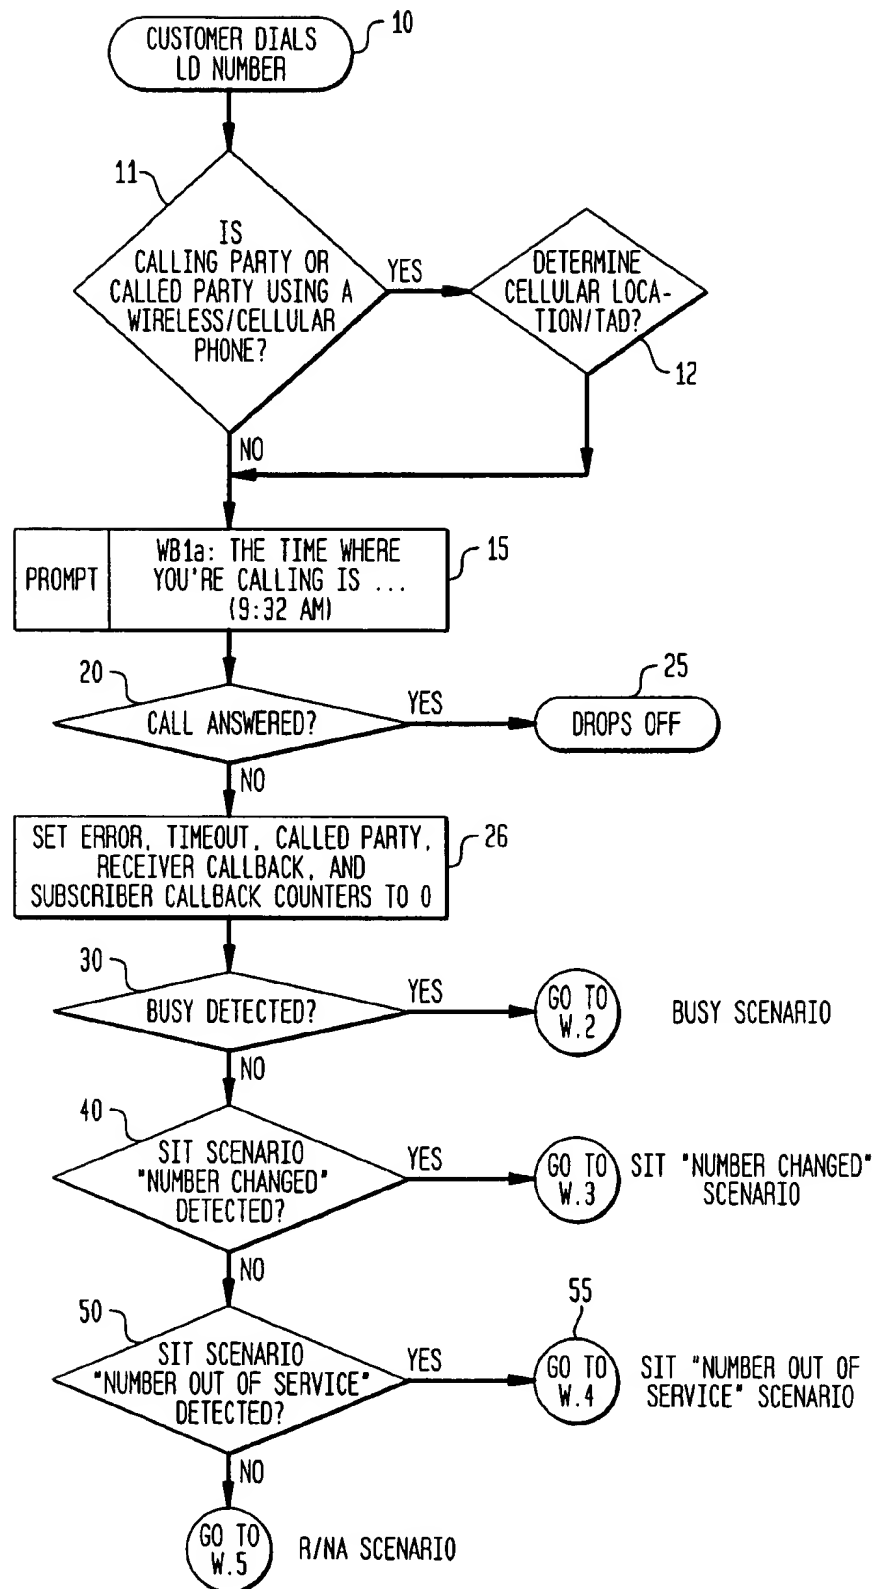 CUSTOMER DIALS
LD NUMBER
10
11
IS
CALLING PARTY OR
CALLED PARTY USING A
WIRELESS/CELLULAR
PHONE?
YES
DETERMINE
CELLULAR LOCA-
TION/TAD?
12
NO
PROMPT
WB1a: THE TIME WHERE
YOU'RE CALLING IS ...
(9:32 AM)
15
20
CALL ANSWERED?
YES
25
DROPS OFF
NO
SET ERROR, TIMEOUT, CALLED PARTY,
RECEIVER CALLBACK, AND
SUBSCRIBER CALLBACK COUNTERS TO 0
26
30
BUSY DETECTED?
YES
GO TO
W.2
BUSY SCENARIO
NO
40
SIT SCENARIO
"NUMBER CHANGED"
DETECTED?
YES
GO TO
W.3
SIT "NUMBER CHANGED"
SCENARIO
NO
50
SIT SCENARIO
"NUMBER OUT OF SERVICE"
DETECTED?
YES
55
GO TO
W.4
SIT "NUMBER OUT OF
SERVICE" SCENARIO
NO
GO TO
W.5
R/NA SCENARIO